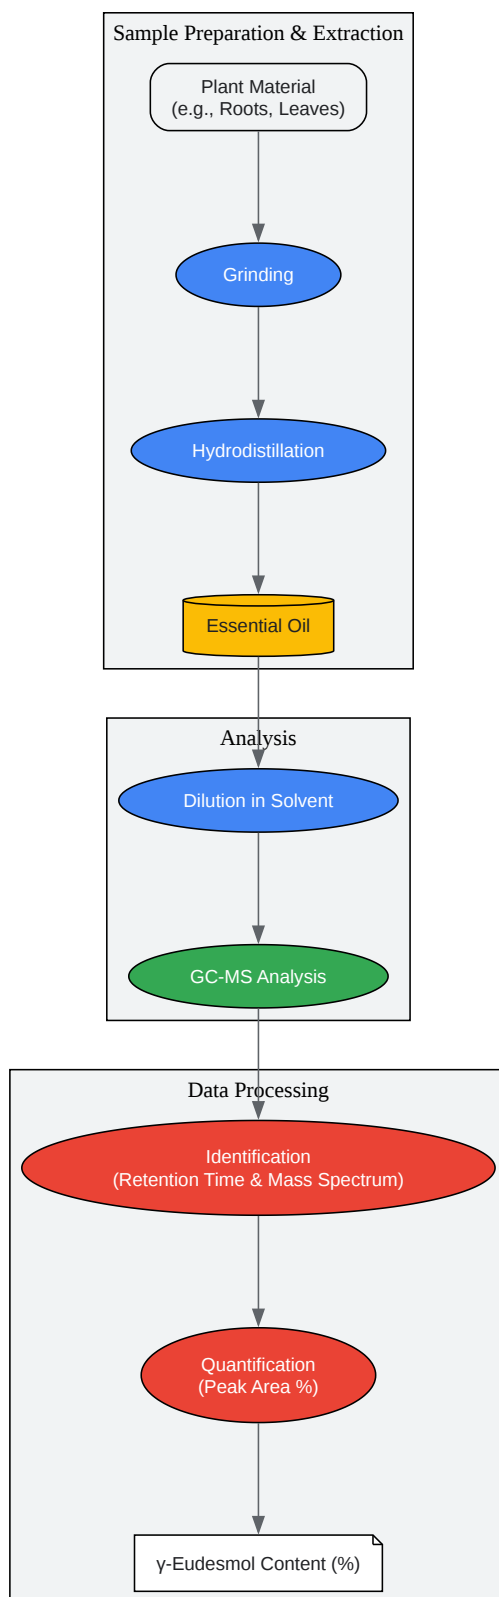 Sample Preparation & Extraction
Plant Material
(e.g., Roots, Leaves)
Grinding
Hydrodistillation
Essential Oil
Analysis
Dilution in Solvent
GC-MS Analysis
Data Processing
Identification
(Retention Time & Mass Spectrum)
Quantification
(Peak Area %)
γ-Eudesmol Content (%)